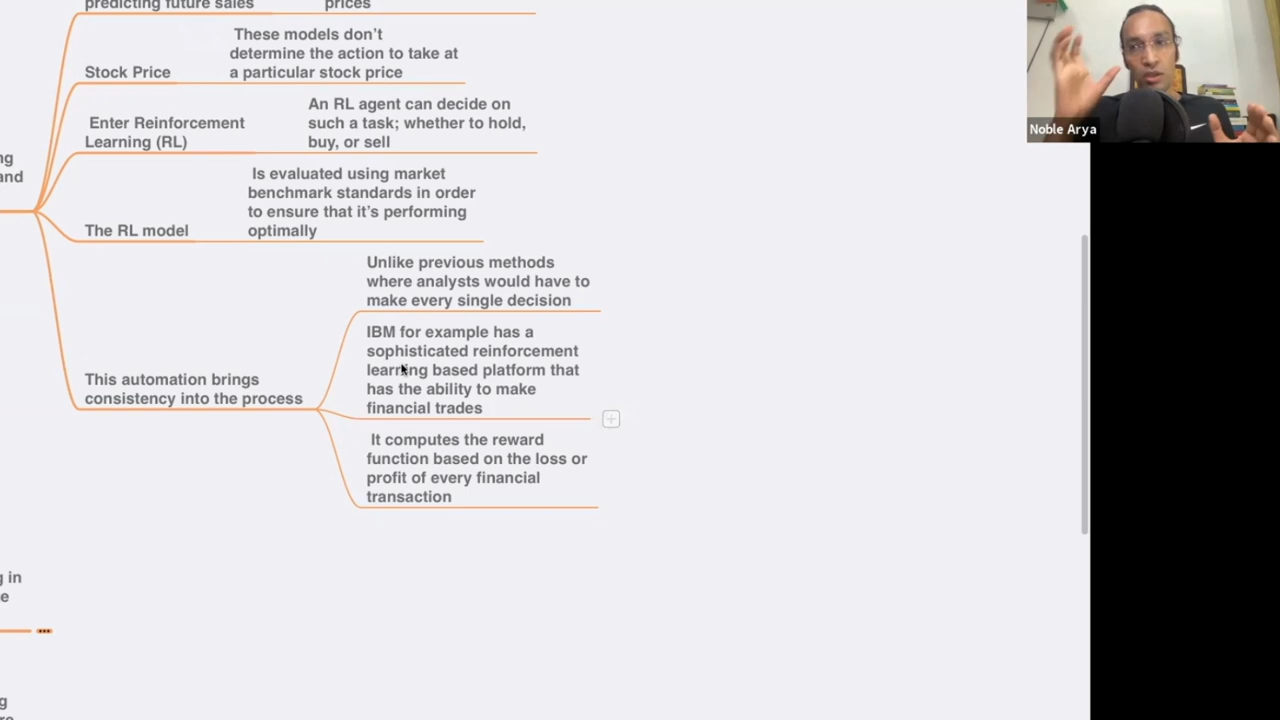 predicting future sales
prices
These models don't
determine the action to take at
a particular stock price
Stock Price
An RL agent can decide on
such a task; whether to hold,
buy, or sell
Enter Reinforcement
Learning (RL)
Is evaluated using market
benchmark standards in order
to ensure that it's performing
optimally
The RL model
Unlike previous methods
where analysts would have to
make every single decision
IBM for example has a
sophisticated reinforcement
learning based platform that
has the ability to make
financial trades
This automation brings
consistency into the process
It computes the reward
function based on the loss or
profit of every financial
transaction
and
in
Noble Arya